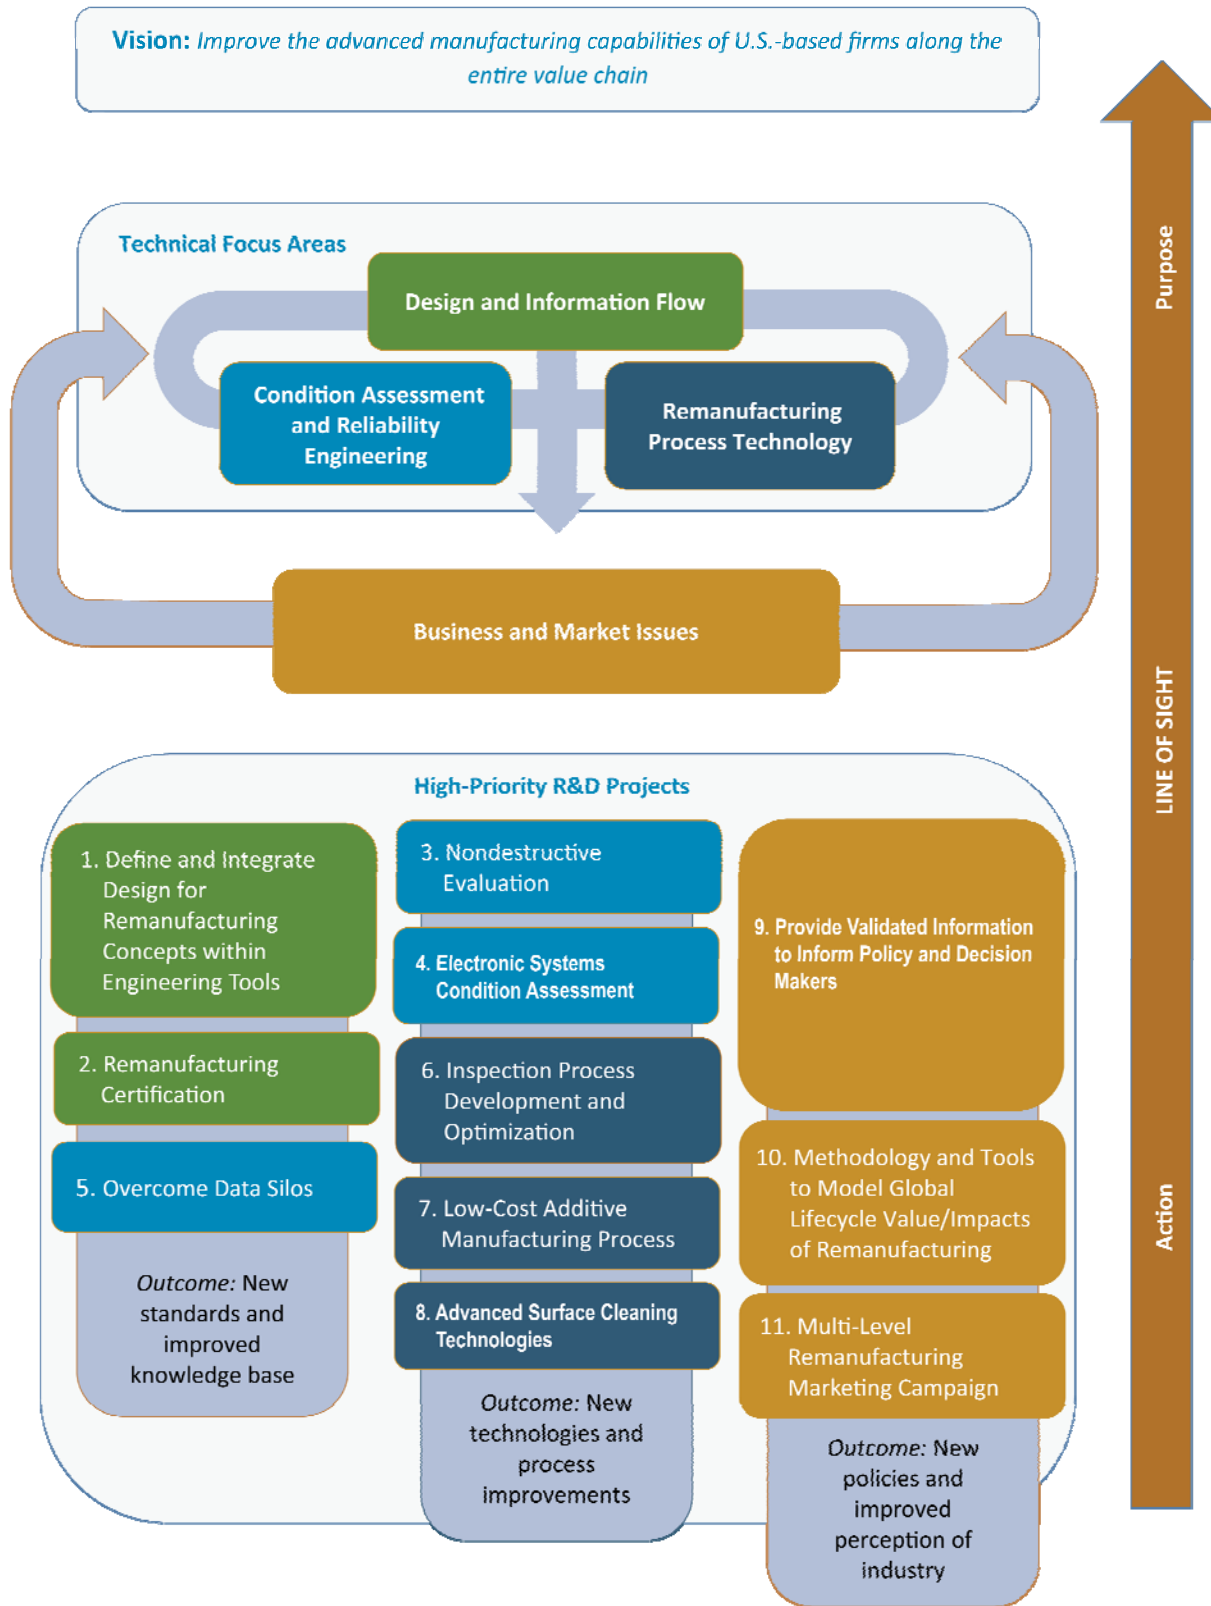 Vision: Improve the advanced manufacturing capabilities of U.S.-based firms along the
entire value chain
Technical Focus Areas
Design and Information Flow
Condition Assessment
and Reliability
Engineering
Remanufacturing
Process Technology
Business and Market Issues
Purpose
LINE OF SIGHT
Action
High-Priority R&D Projects
1. Define and Integrate
Design for
Remanufacturing
Concepts within
Engineering Tools
2. Remanufacturing
Certification
5. Overcome Data Silos
Outcome: New
standards and
improved
knowledge base
3. Nondestructive
Evaluation
4. Electronic Systems
Condition Assessment
6. Inspection Process
Development and
Optimization
7. Low-Cost Additive
Manufacturing Process
8. Advanced Surface Cleaning
Technologies
Outcome: New
technologies and
process
improvements
9. Provide Validated Information
to Inform Policy and Decision
Makers
10. Methodology and Tools
to Model Global
Lifecycle Value/Impacts
of Remanufacturing
11. Multi-Level
Remanufacturing
Marketing Campaign
Outcome: New
policies and
improved
perception of
industry